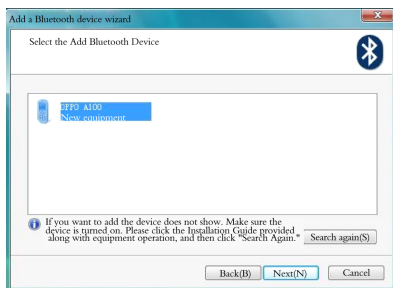 Add a Bluetooth device wizard
Select the Add Bluetooth Device
OPPO A100
New equipment
If you want to add the device does not show. Make sure the
device is turned on. Please click the Installation Guide provided
along with equipment operation, and then click "Search Again."
Search again(S)
Back(B)
Next(N)
Cancel